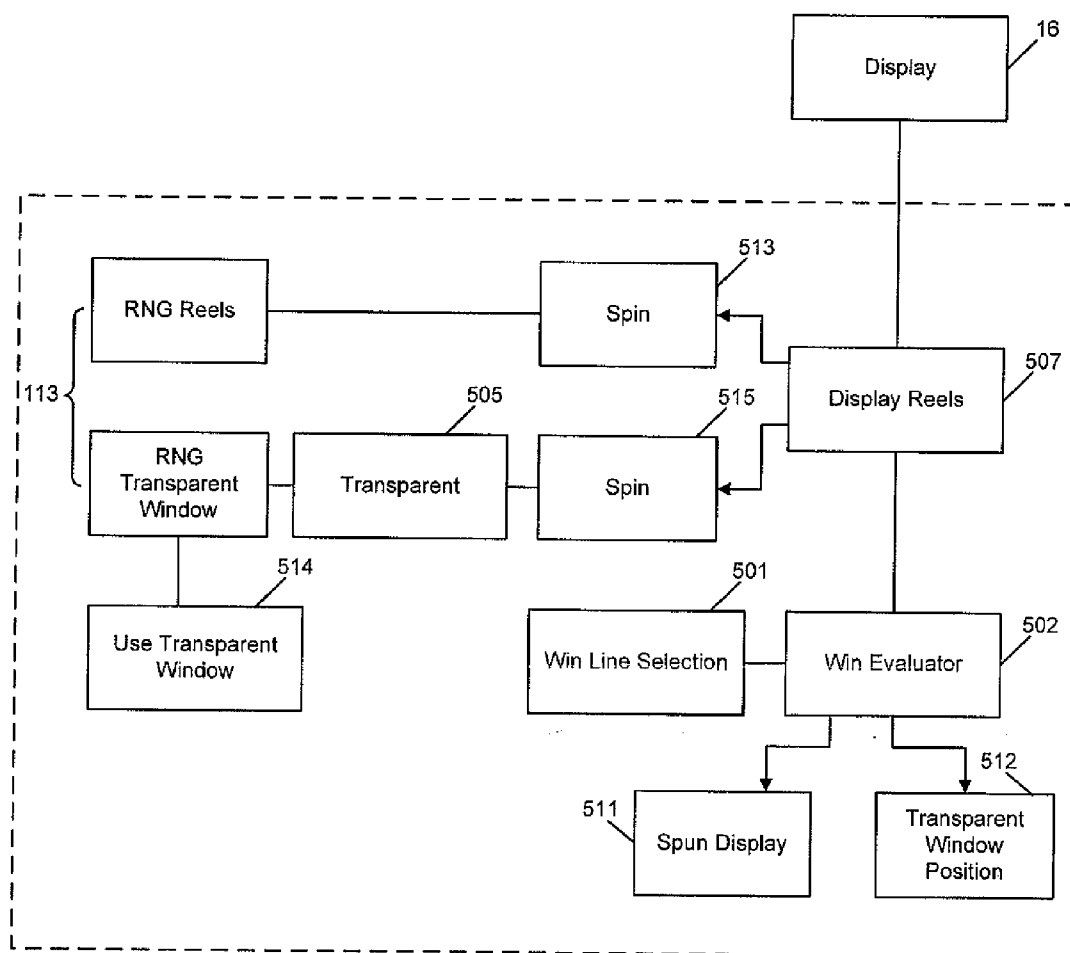 16
Display
513
RNG Reels
Spin
507
Display Reels
113
505
515
RNG
Transparent
Window
Transparent
Spin
514
501
502
Use Transparent
Window
Win Line Selection
Win Evaluator
512
511
Spun Display
Transparent
Window
Position